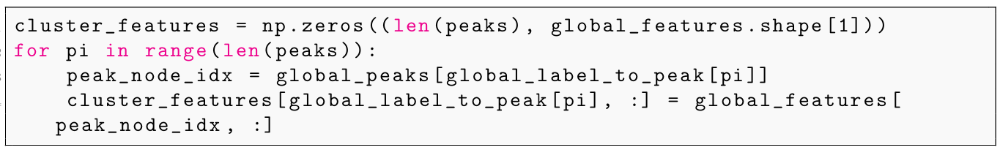 cluster_features = np.zeros((len(peaks), global_features.shape[1]))
for pi in range(len(peaks)):
    peak_node_idx = global_peaks[global_label_to_peak[pi]]
    cluster_features[global_label_to_peak[pi], :] = global_features[
    peak_node_idx, :]